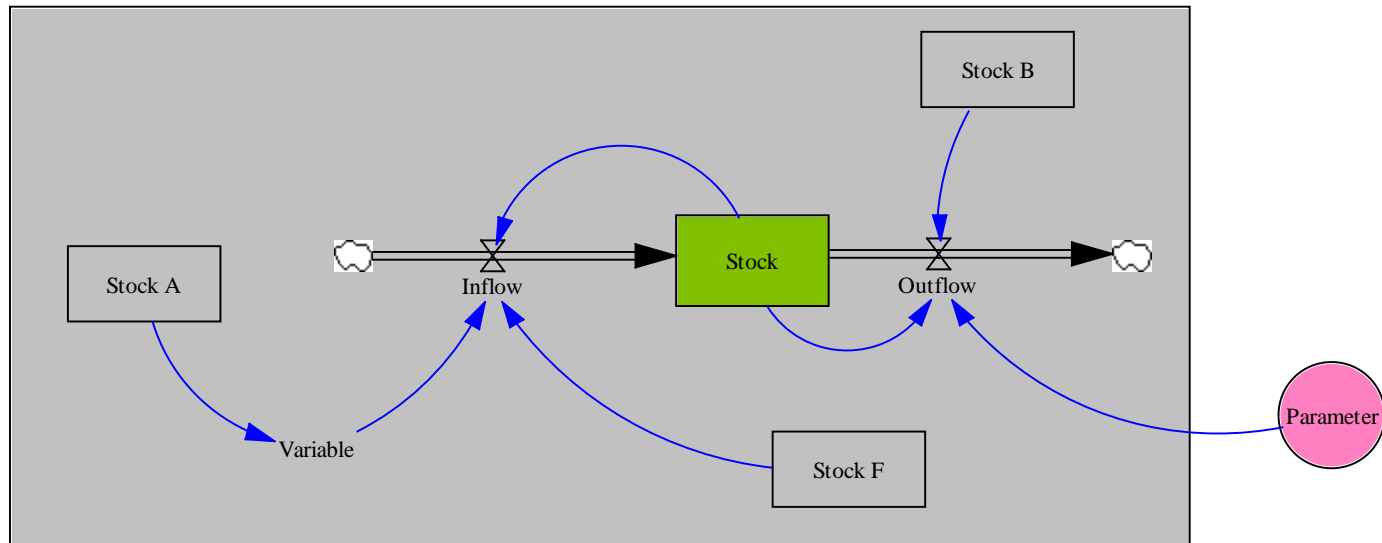 Stock B
Stock
Stock A
Inflow
Outflow
Parameter
Variable
Stock F